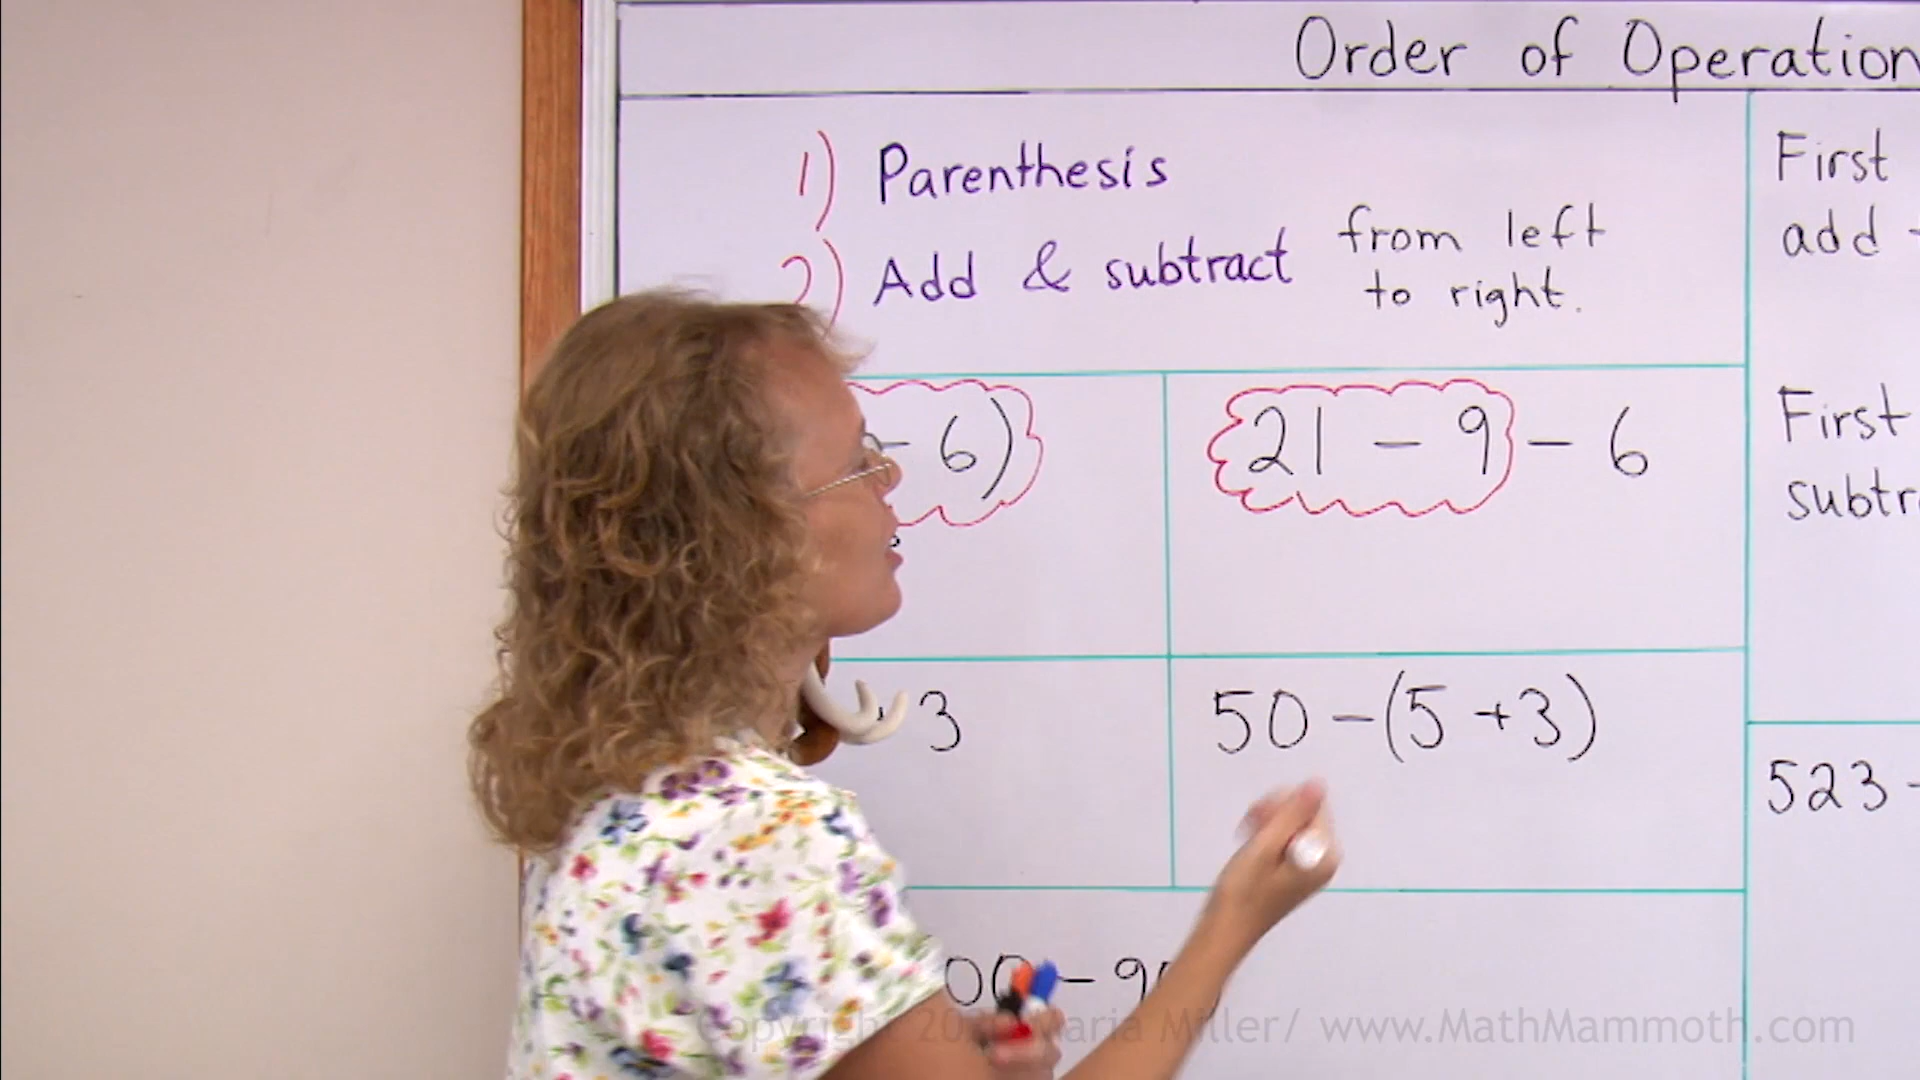 Order of Operation
1) Parenthesis
2) Add & subtract from left
to right.
First
add
- 6)
21 - 9 - 6
First
subtr
3
50 - (5 + 3)
523 -
00 - 9
Copyright Maria Miller/ www.MathMammoth.com